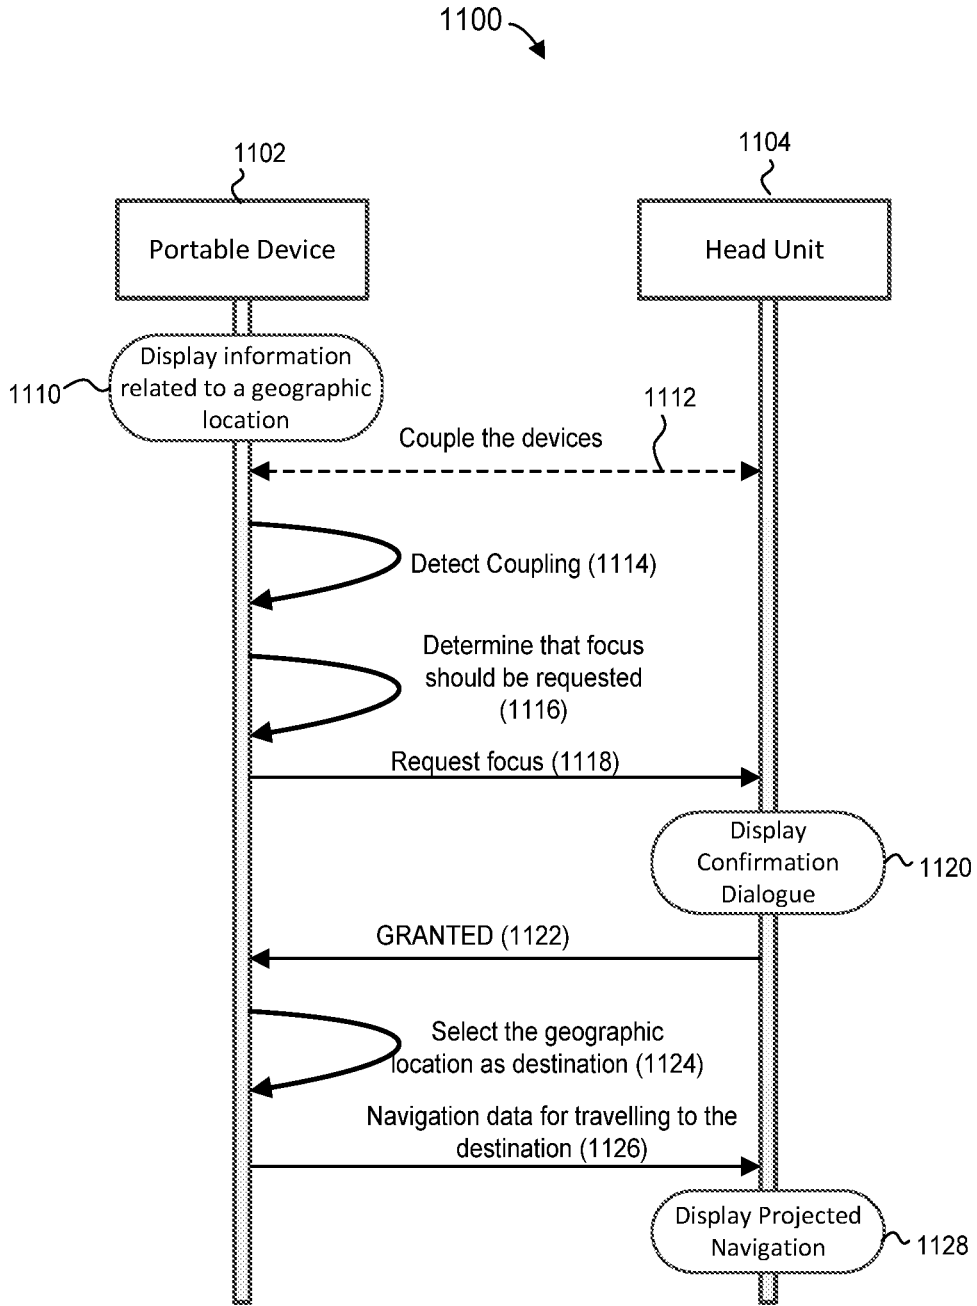 1100
1102
1104
Portable Device
Head Unit
Display information
related to a geographic
location
1110
1112
Couple the devices
Detect Coupling (1114)
Determine that focus
should be requested
(1116)
Request focus (1118)
Display
Confirmation
Dialogue
1120
GRANTED (1122)
Select the geographic
location as destination (1124)
Navigation data for travelling to the
destination (1126)
Display Projected
Navigation
1128